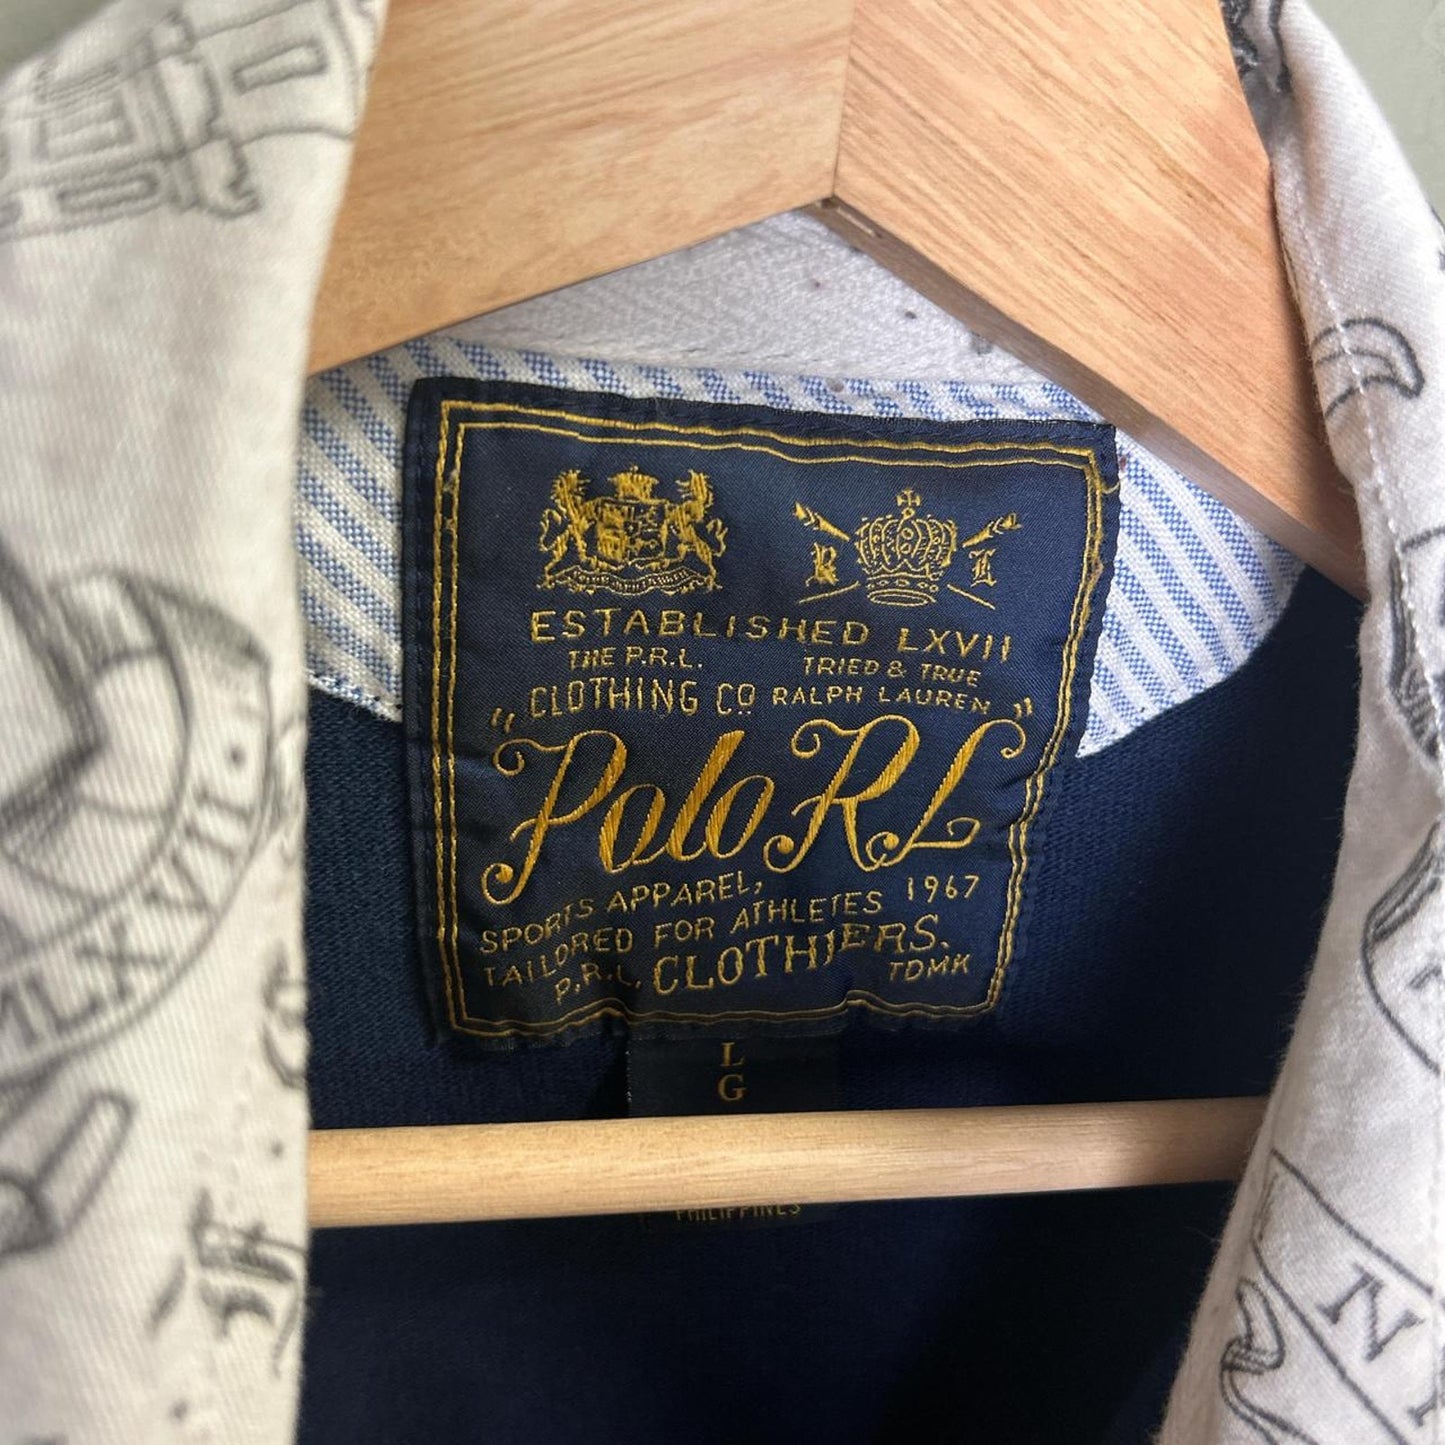 R L
ESTABLISHED LXVII
THE P.R.L. TRIED & TRUE
CLOTHING CO RALPH LAUREN
"Polo RL"
SPORTS APPAREL, 1967
TAILORED FOR ATHLETES
P.R.L. CLOTHIERS.
TDMK
L
G
PHILIPPINES
MLXVII
N